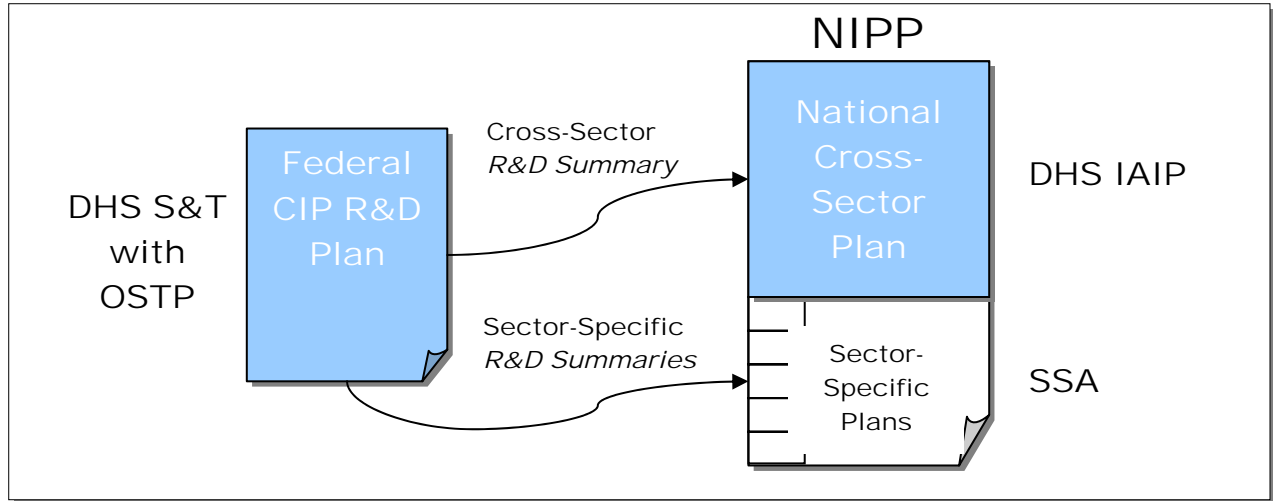 NIPP
DHS S&T
with
OSTP
Federal
CIP R&D
Plan
Cross-Sector
R&D Summary
National
Cross-
Sector
Plan
DHS IAIP
Sector-Specific
R&D Summaries
Sector-
Specific
Plans
SSA